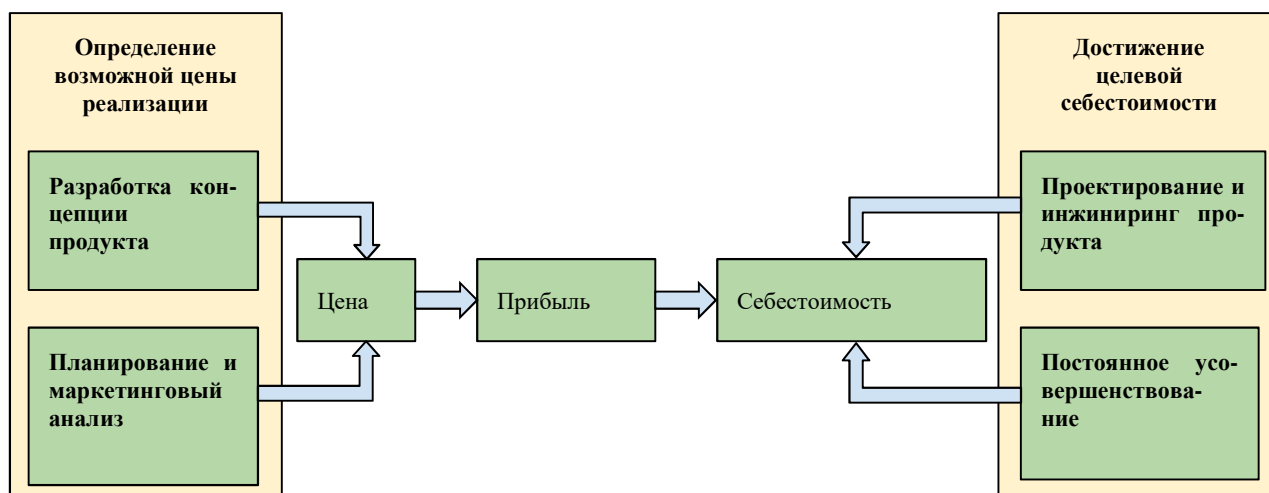 Определение
возможной цены
реализации
Разработка кон-
цепции
продукта
Планирование и
маркетинговый
анализ
Цена
Прибыль
Себестоимость
Достижение
целевой
себестоимости
Проектирование и
инжиниринг про-
дукта
Постоянное усо-
вершенствова-
ние